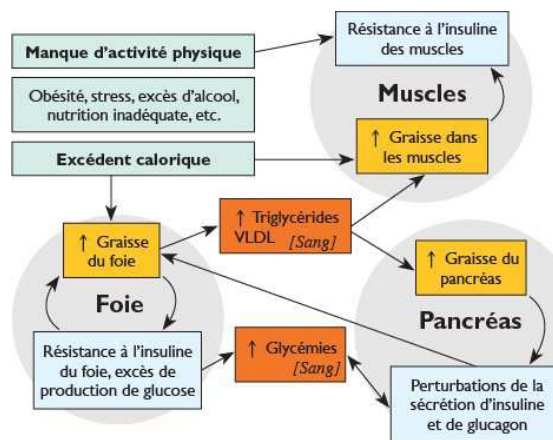 Manque d'activité physique
Résistance à l'insuline
des muscles
Obésité, stress, excès d'alcool,
nutrition inadéquate, etc.
Muscles
Excédent calorique
↑ Graisse dans
les muscles
↑ Graisse
du foie
↑ Triglycérides
VLDL [Sang]
↑ Graisse du
pancréas
Foie
Pancréas
Résistance à l'insuline
du foie, excès de
production de glucose
↑ Glycémies
[Sang]
Perturbations de la
sécrétion d'insuline
et de glucagon